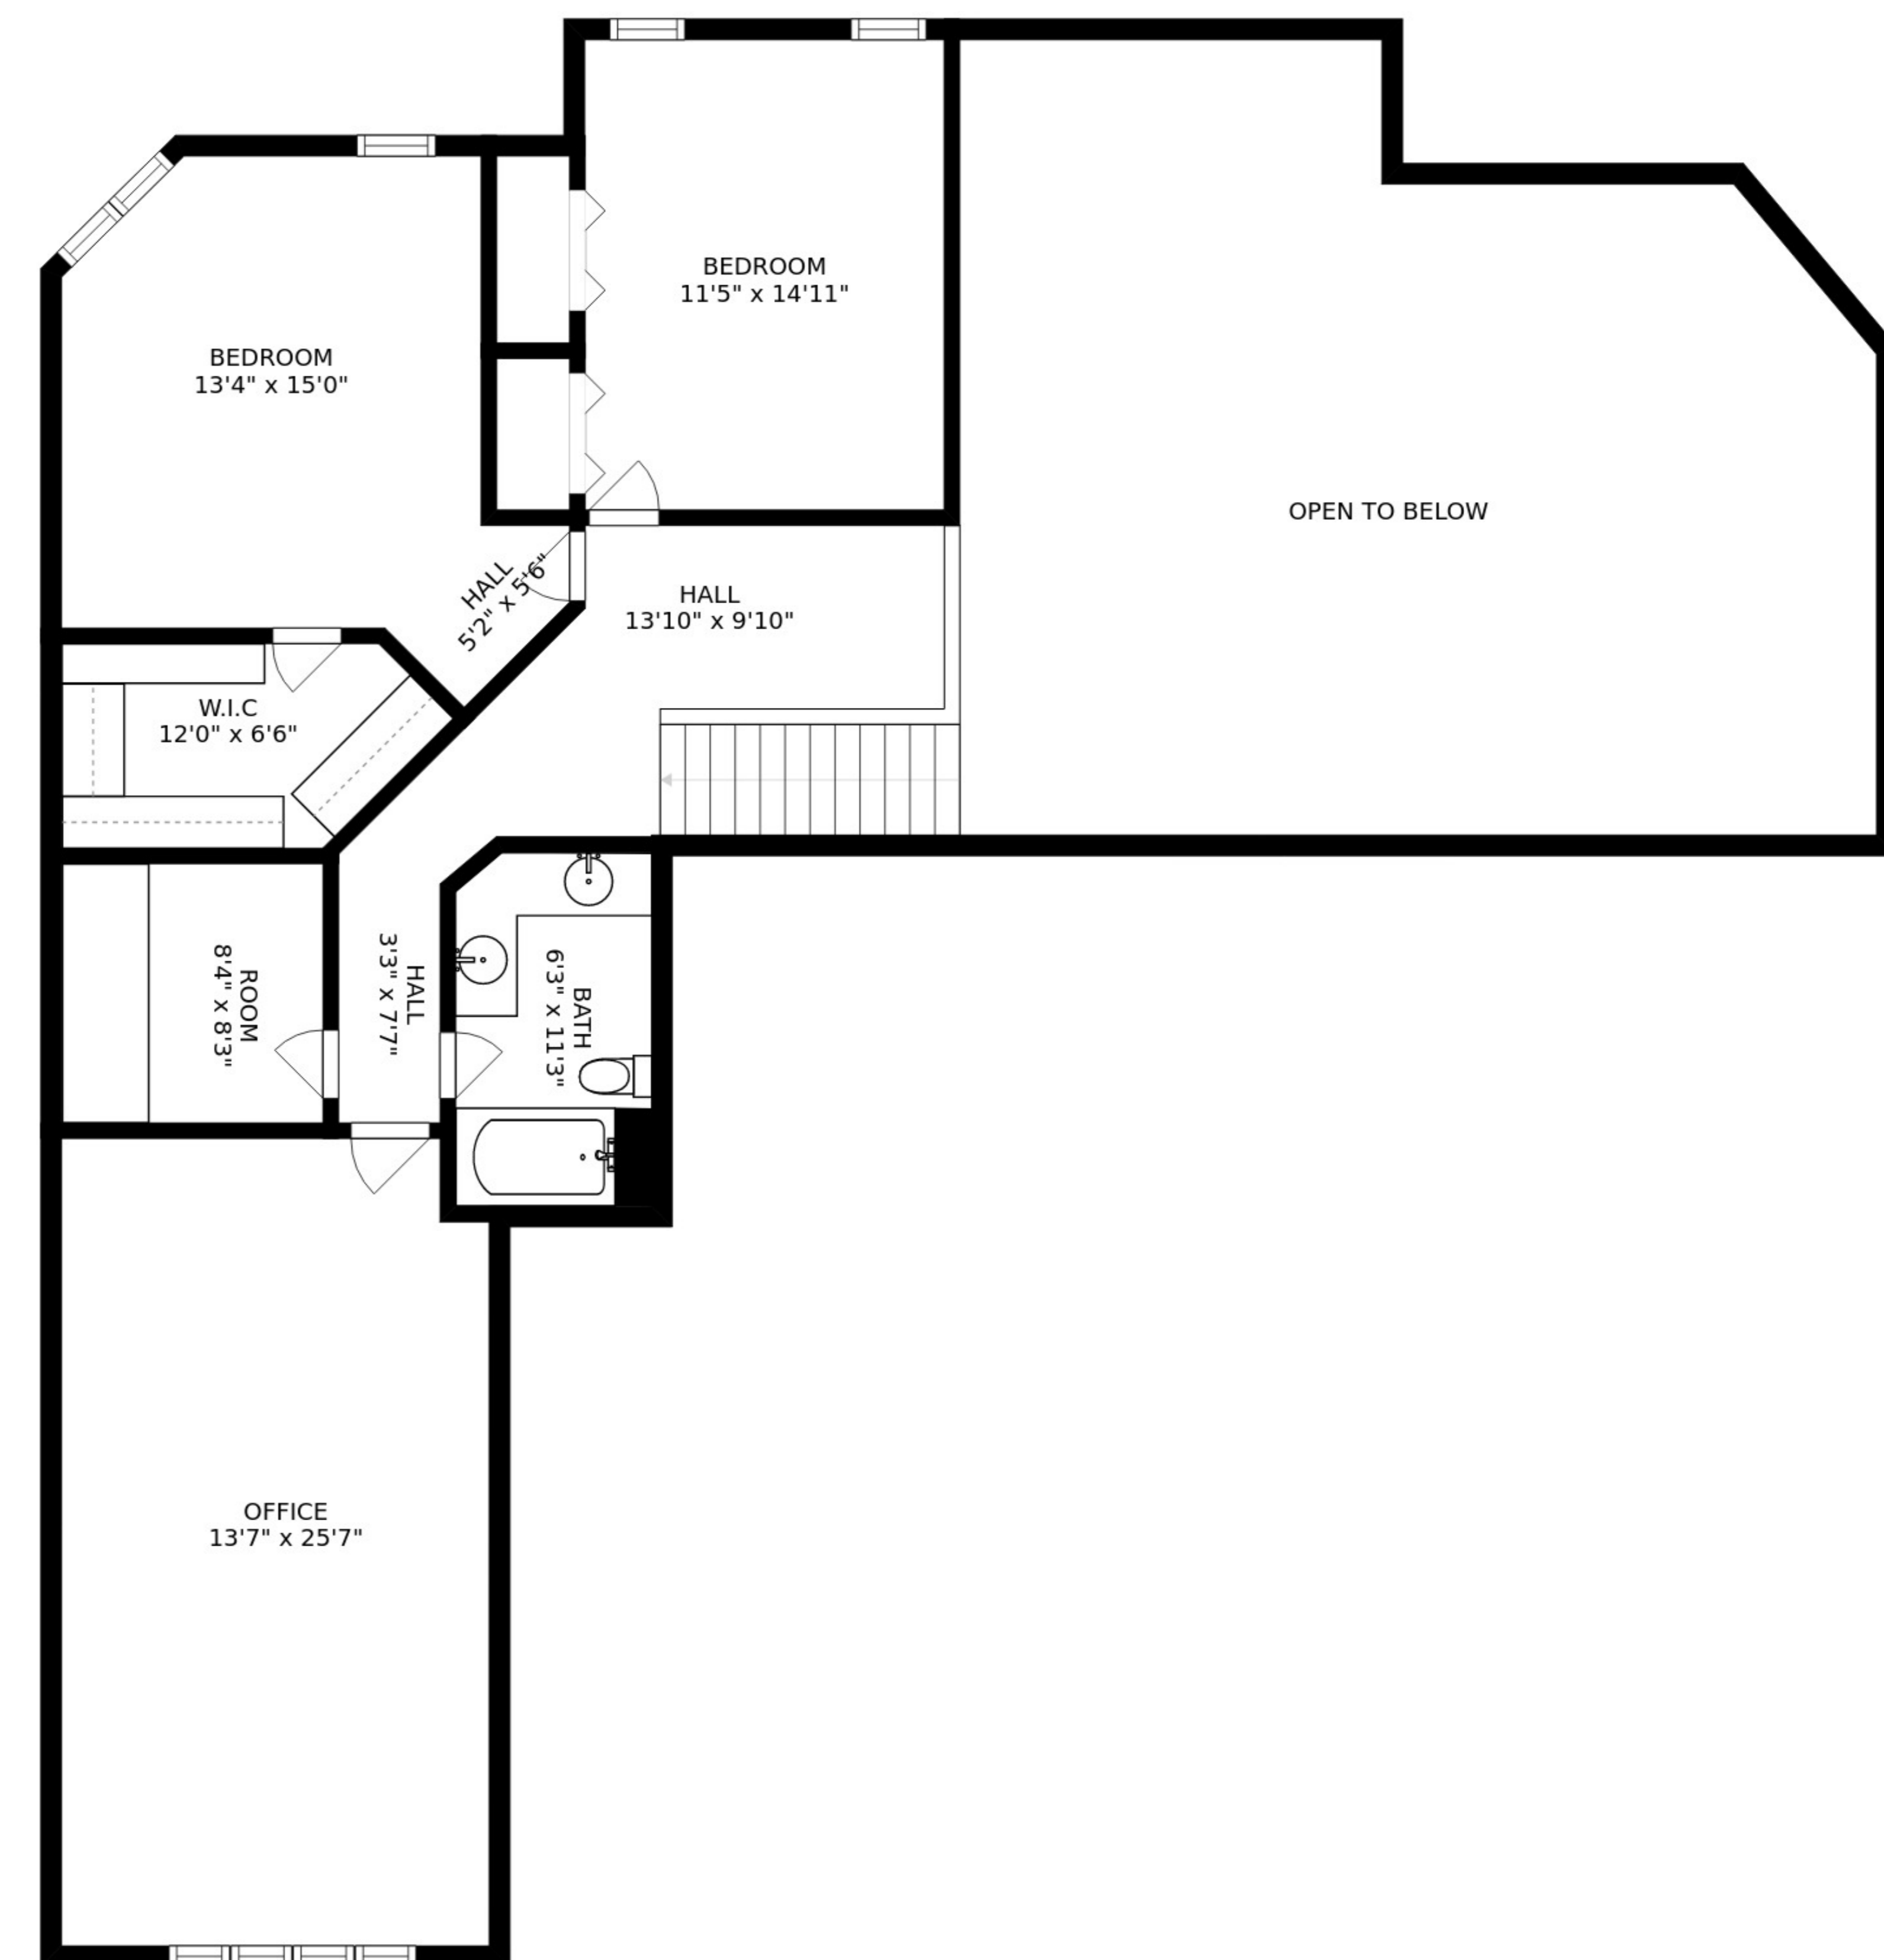 BEDROOM
11'5" x 14'11"
BEDROOM
13'4" x 15'0"
OPEN TO BELOW
HALL
5'2" x 5'6"
HALL
13'10" x 9'10"
W.I.C
12'0" x 6'6"
ROOM
8'4" x 8'3"
HALL
3'3" x 7'7"
BATH
6'3" x 11'3"
OFFICE
13'7" x 25'7"